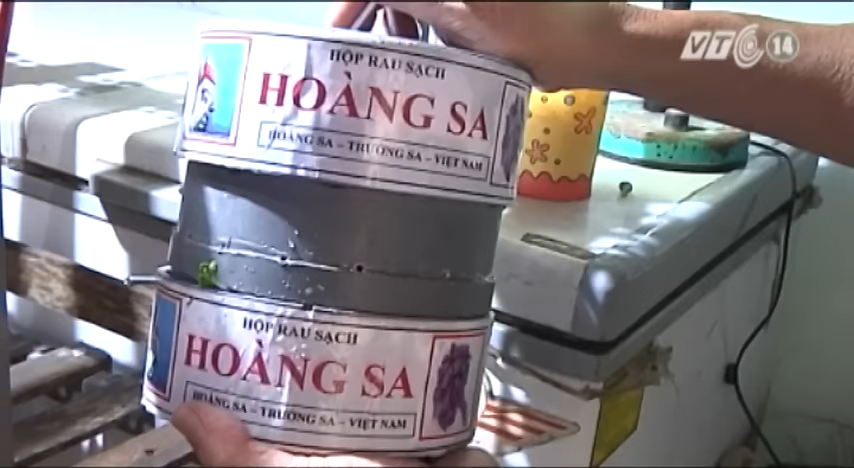 VTC 14
HỘP RAU SẠCH
HOÀNG SA
HOÀNG SA - TRƯỜNG SA - VIỆT NAM
HỘP RAU SẠCH
HOÀNG SA
HOÀNG SA - TRƯỜNG SA - VIỆT NAM